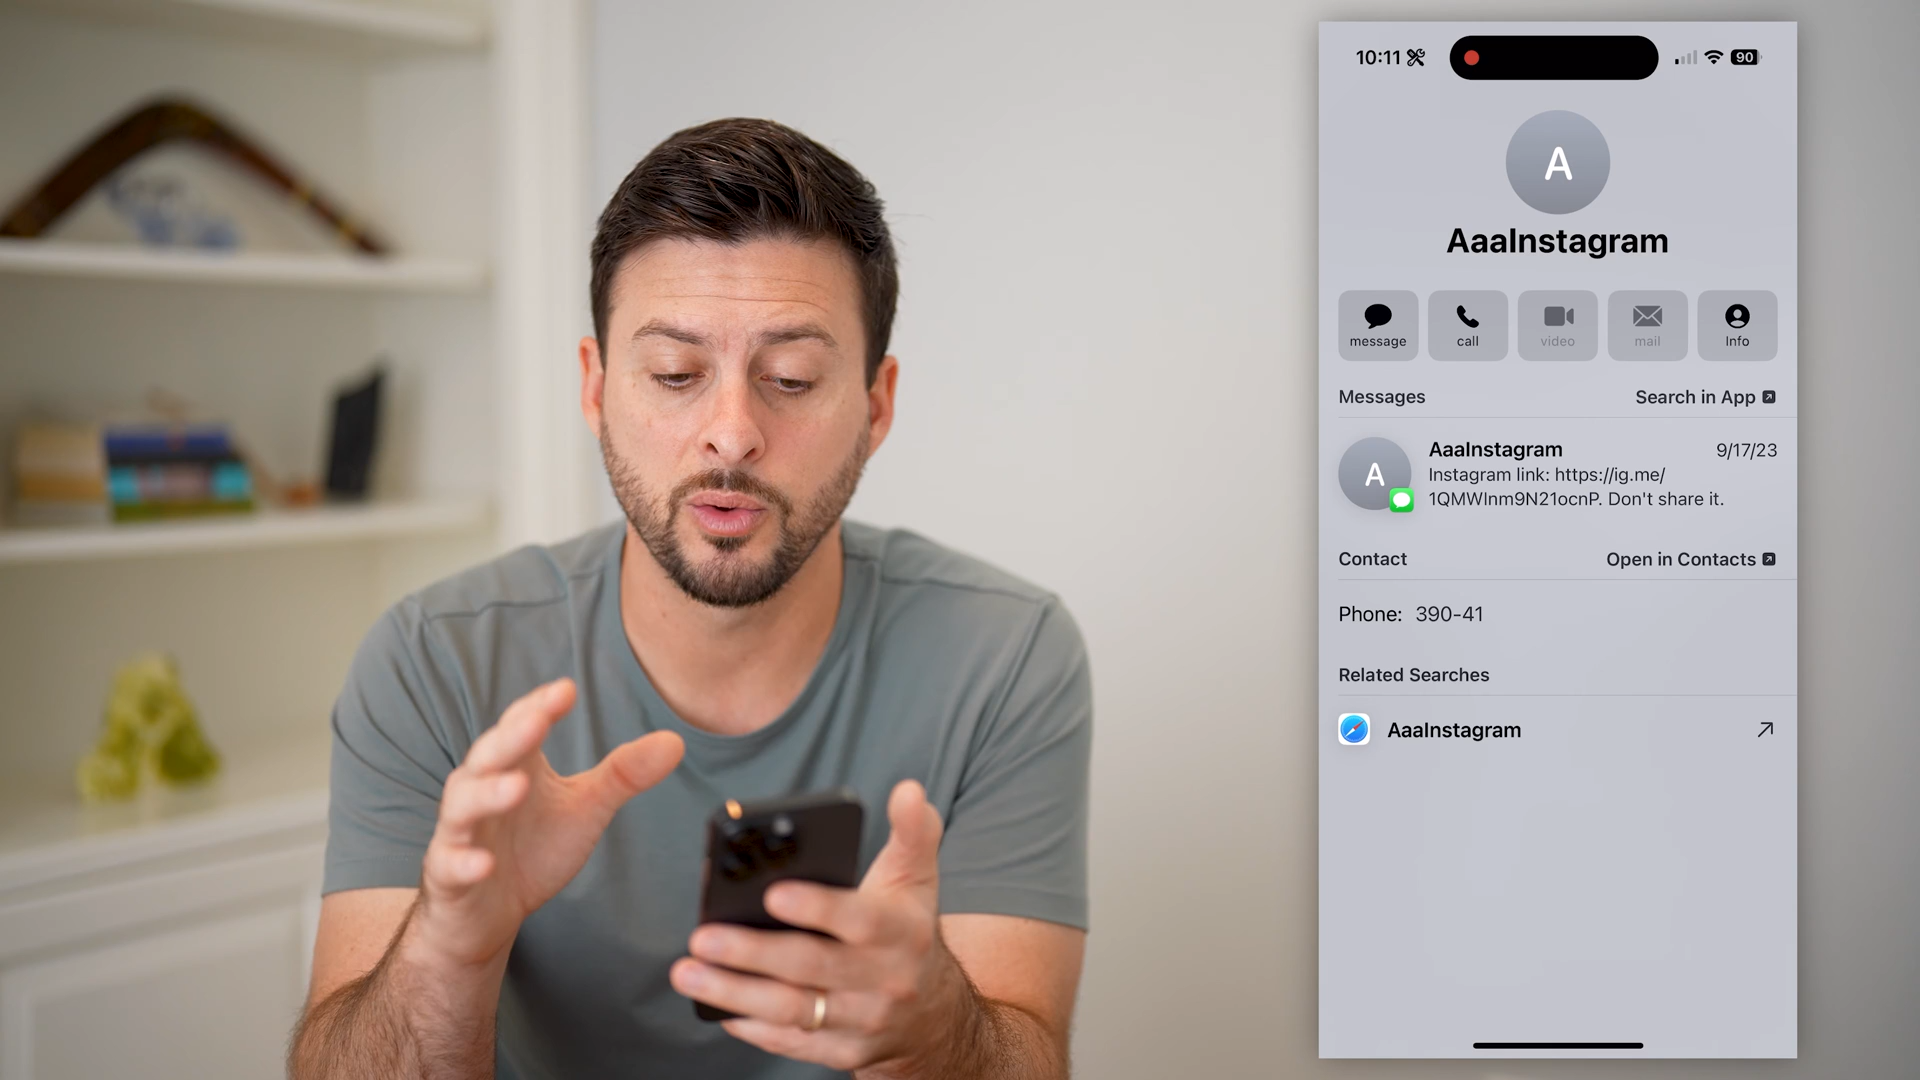 10:11
90
A
AaaInstagram
message
call
video
mail
Info
Messages
Search in App
A
AaaInstagram
9/17/23
Instagram link: https://ig.me/
1QMWInm9N21ocnP. Don't share it.
Contact
Open in Contacts
Phone: 390-41
Related Searches
AaaInstagram